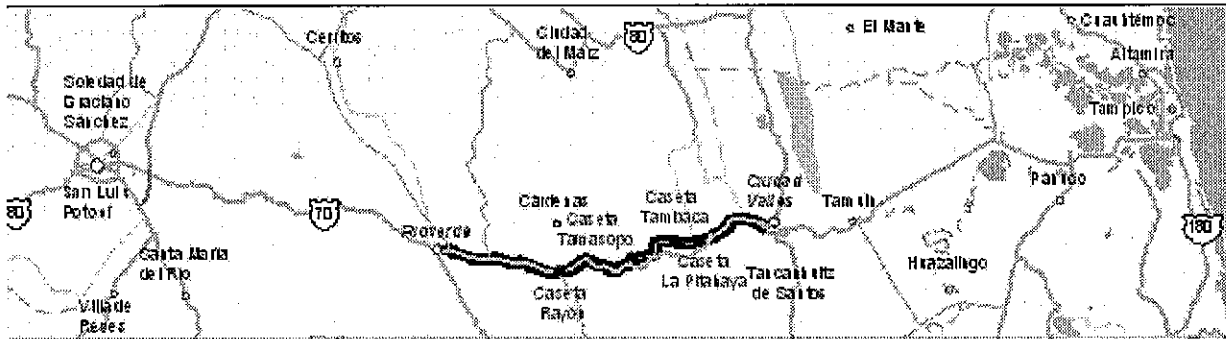 Cerritos
Ciudad
del Maíz
80
El Mante
Cuauhtémoc
Altamira
Tampico
Soledad de
Graciano
Sánchez
San Luis
Potosí
80
70
Rioverde
Cárdenas
Caseta
Tamasopo
Caseta
Tambaca
Ciudad
Valles
Tamuín
Pánuco
180
Santa María
del Río
Villa de
Reyes
Caseta
Rayón
Caseta
La Pitahaya
Tancanhuitz
de Santos